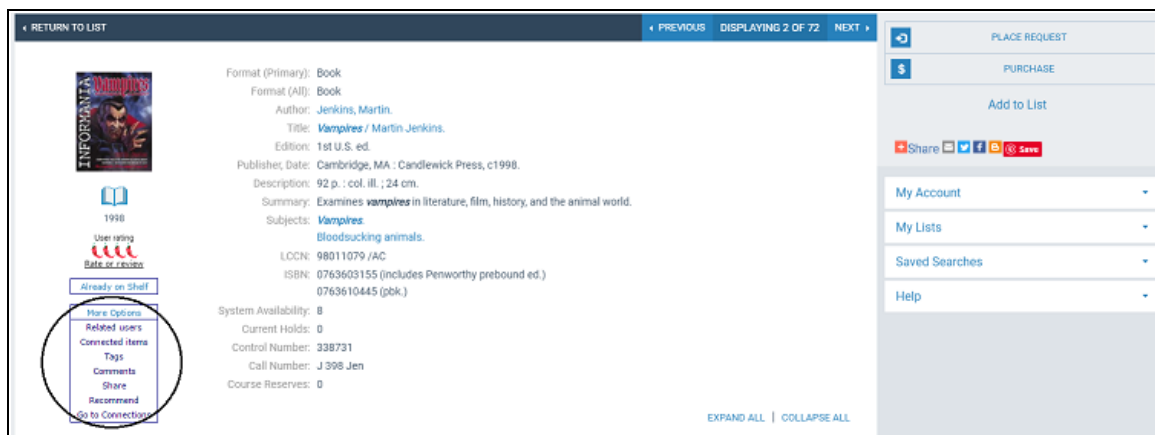 RETURN TO LIST
PREVIOUS DISPLAYING 2 OF 72 NEXT
INFORMANIA
Vampires
1998
User rating
Rate or review
Already on Shelf
More Options
Related users
Connected items
Tags
Comments
Share
Recommend
Go to Connections
Format (Primary): Book
Format (All): Book
Author: Jenkins, Martin.
Title: Vampires / Martin Jenkins.
Edition: 1st U.S. ed.
Publisher, Date: Cambridge, MA : Candlewick Press, c1998.
Description: 92 p. : col. ill. ; 24 cm.
Summary: Examines vampires in literature, film, history, and the animal world.
Subjects: Vampires.
Bloodsucking animals.
LCCN: 98011079 /AC
ISBN: 0763603155 (includes Penworthy prebound ed.)
0763610445 (pbk.)
System Availability: 8
Current Holds: 0
Control Number: 338731
Call Number: J 398 Jen
Course Reserves: 0
EXPAND ALL | COLLAPSE ALL
PLACE REQUEST
$ PURCHASE
Add to List
Share Save
My Account
My Lists
Saved Searches
Help